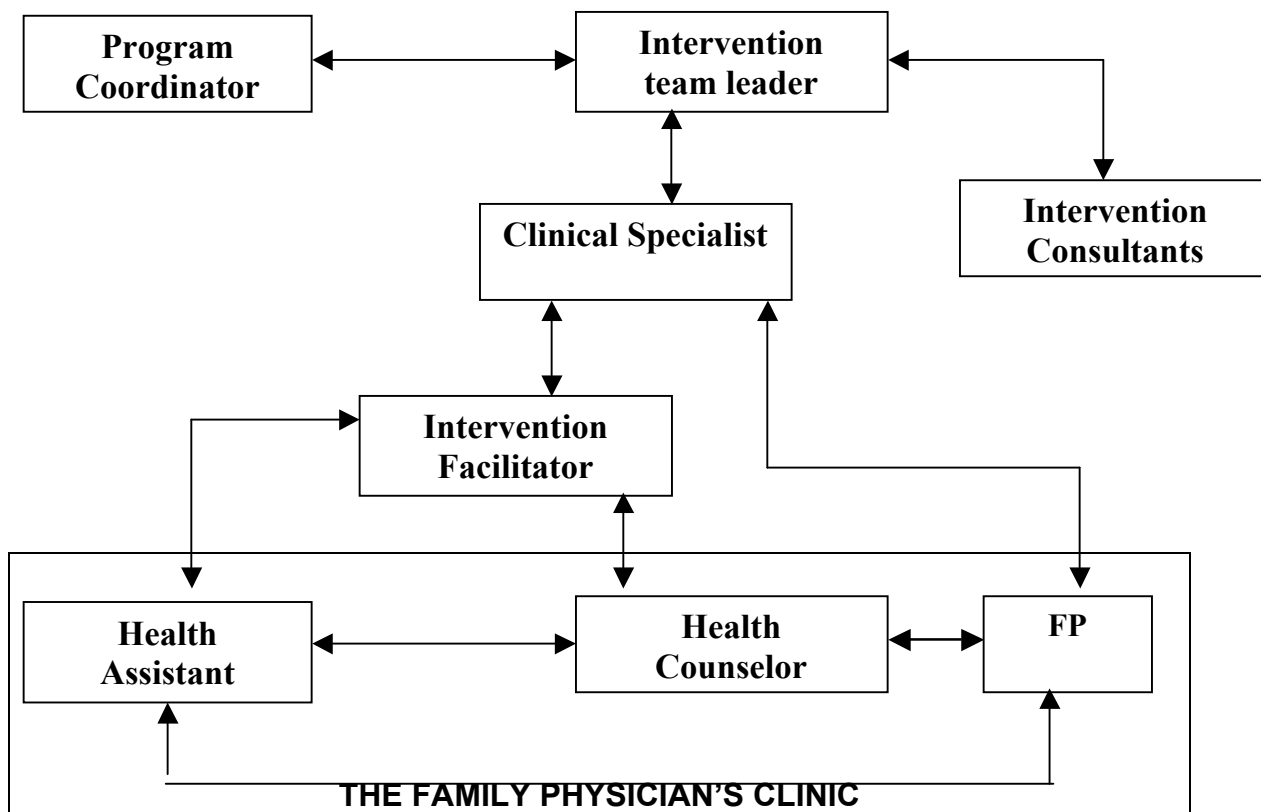 Program
Coordinator
Intervention
team leader
Intervention
Consultants
Clinical Specialist
Intervention
Facilitator
Health
Assistant
Health
Counselor
FP
THE FAMILY PHYSICIAN'S CLINIC